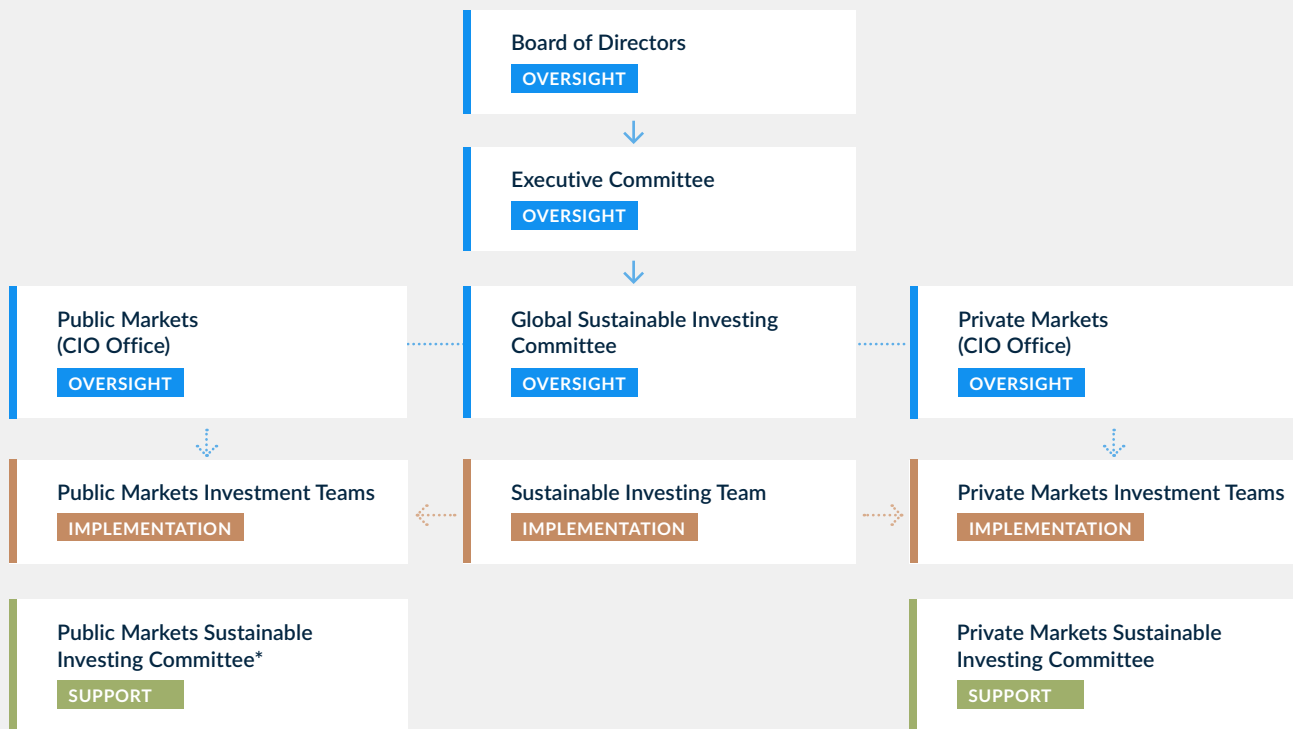 Board of Directors
OVERSIGHT
Executive Committee
OVERSIGHT
Public Markets
(CIO Office)
OVERSIGHT
Global Sustainable Investing
Committee
OVERSIGHT
Private Markets
(CIO Office)
OVERSIGHT
Public Markets Investment Teams
IMPLEMENTATION
Sustainable Investing Team
IMPLEMENTATION
Private Markets Investment Teams
IMPLEMENTATION
Public Markets Sustainable
Investing Committee*
SUPPORT
Private Markets Sustainable
Investing Committee
SUPPORT